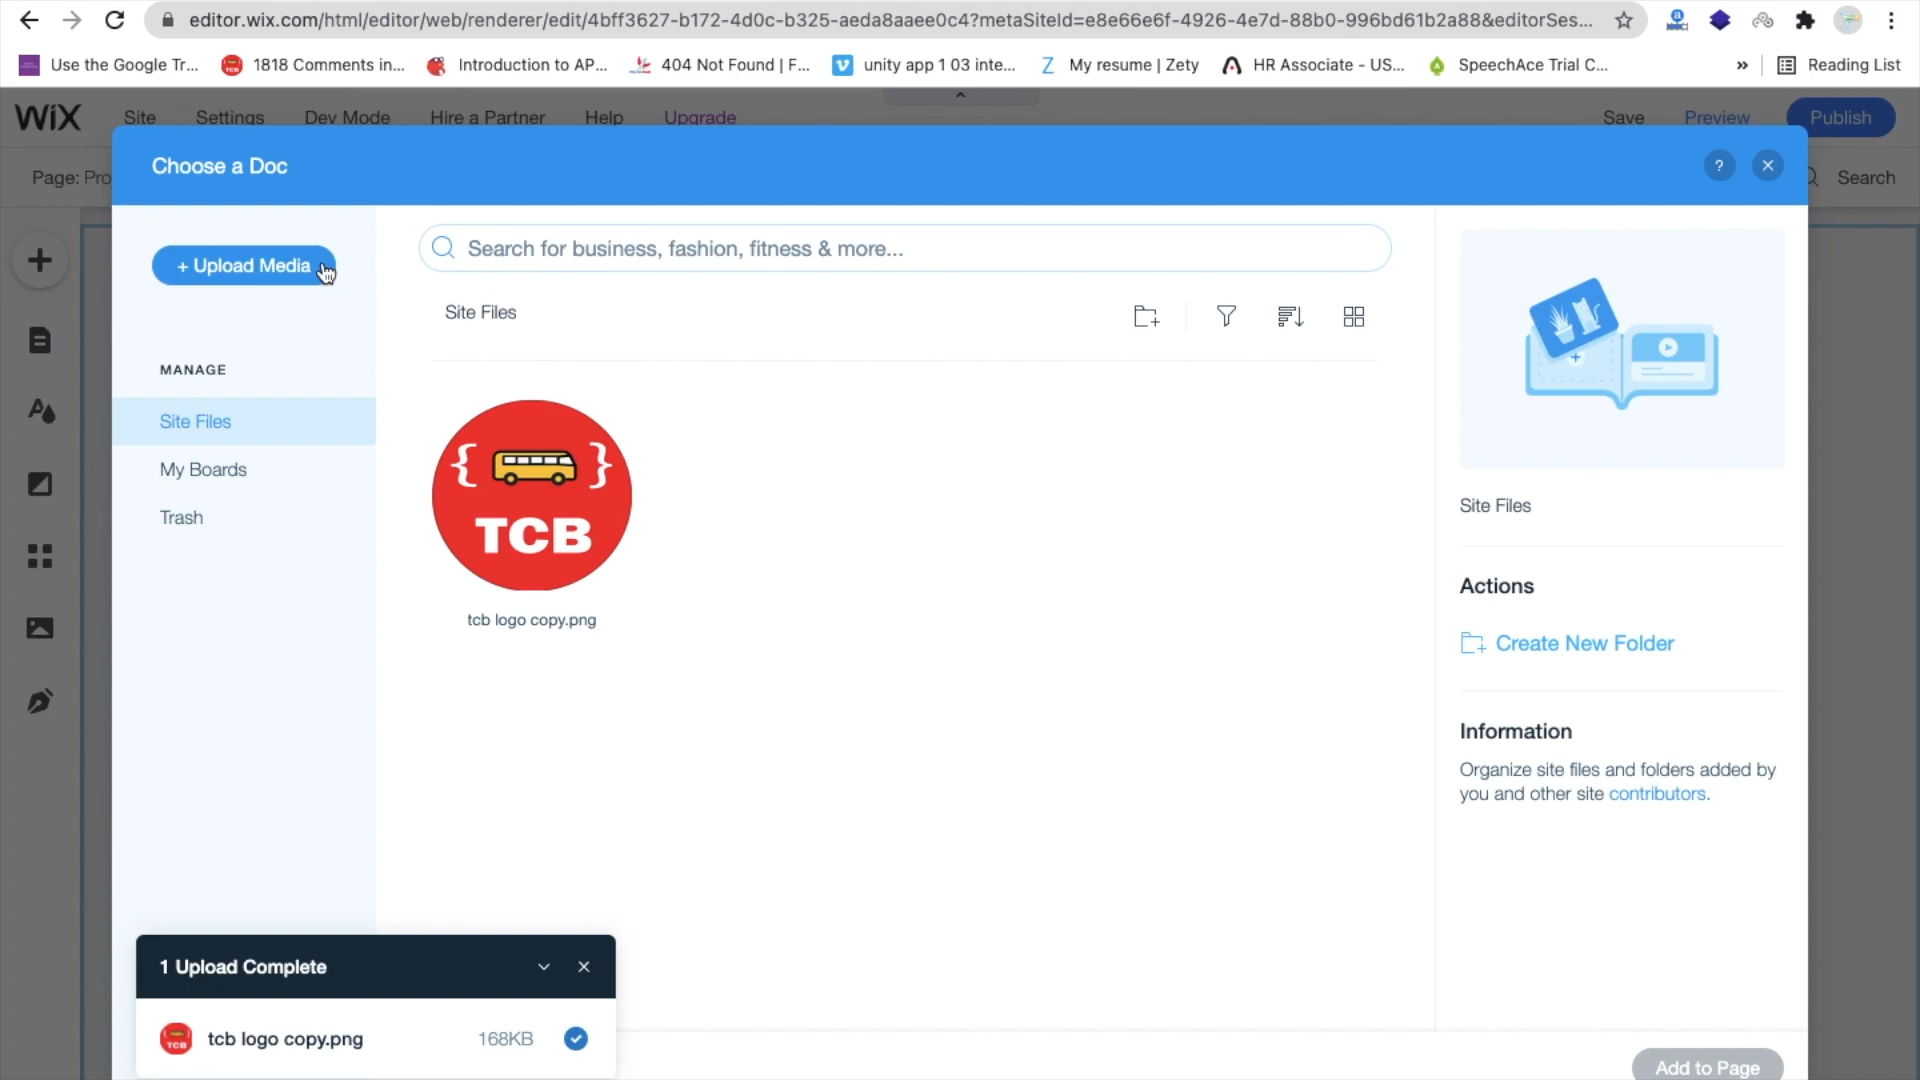 editor.wix.com/html/editor/web/renderer/edit/4bff3627-b172-4d0c-b325-aeda8aaee0c4?metaSiteId=e8e66e6f-4926-4e7d-88b0-996bd61b2a88&editorSes...
Use the Google Tr...
1818 Comments in...
Introduction to AP...
404 Not Found | F...
unity app 1 03 inte...
My resume | Zety
HR Associate - US...
SpeechAce Trial C...
»
Reading List
WiX
Site
Settings
Dev Mode
Hire a Partner
Help
Upgrade
Save
Preview
Publish
Page: Pro
Search
Choose a Doc
?
+ Upload Media
Search for business, fashion, fitness & more...
Site Files
MANAGE
Site Files
My Boards
Trash
{ }
TCB
tcb logo copy.png
Site Files
Actions
Create New Folder
Information
Organize site files and folders added by
you and other site contributors.
1 Upload Complete
TCB
tcb logo copy.png
168KB
Add to Page